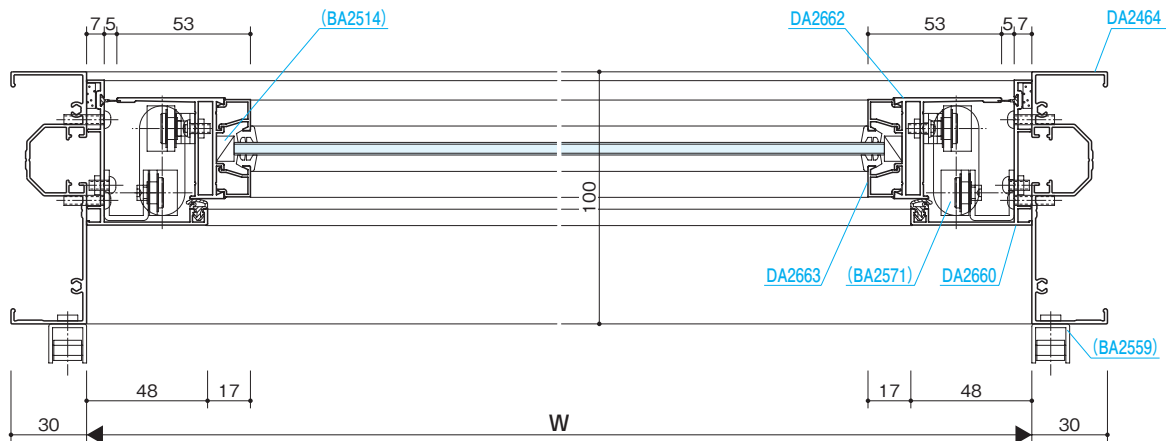 (BA2514)
DA2662
DA2464
7 5 53
53 5 7
100
DA2663
(BA2571)
DA2660
(BA2559)
48 17
17 48
30 W 30